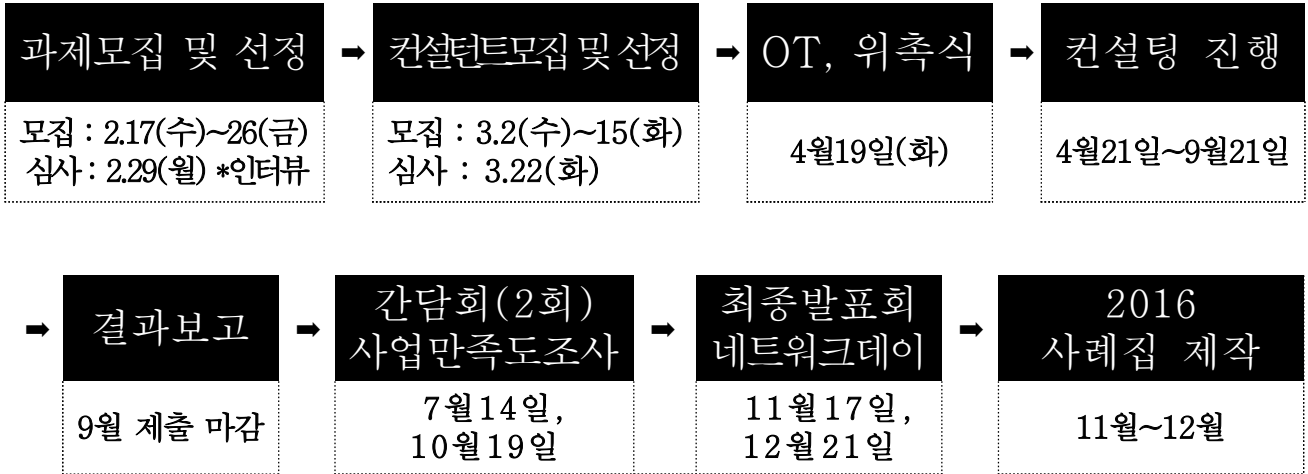 과제모집 및 선정
➡
컨설턴트모집 및 선정
➡
OT, 위촉식
➡
컨설팅 진행
모집 : 2.17(수)~26(금)
심사 : 2.29(월) *인터뷰
모집 : 3.2(수)~15(화)
심사 : 3.22(화)
4월19일(화)
4월21일~9월21일
➡
결과보고
➡
간담회(2회)
사업만족도조사
➡
최종발표회
네트워크데이
➡
2016
사례집 제작
9월 제출 마감
7월14일,
10월19일
11월17일,
12월21일
11월~12월